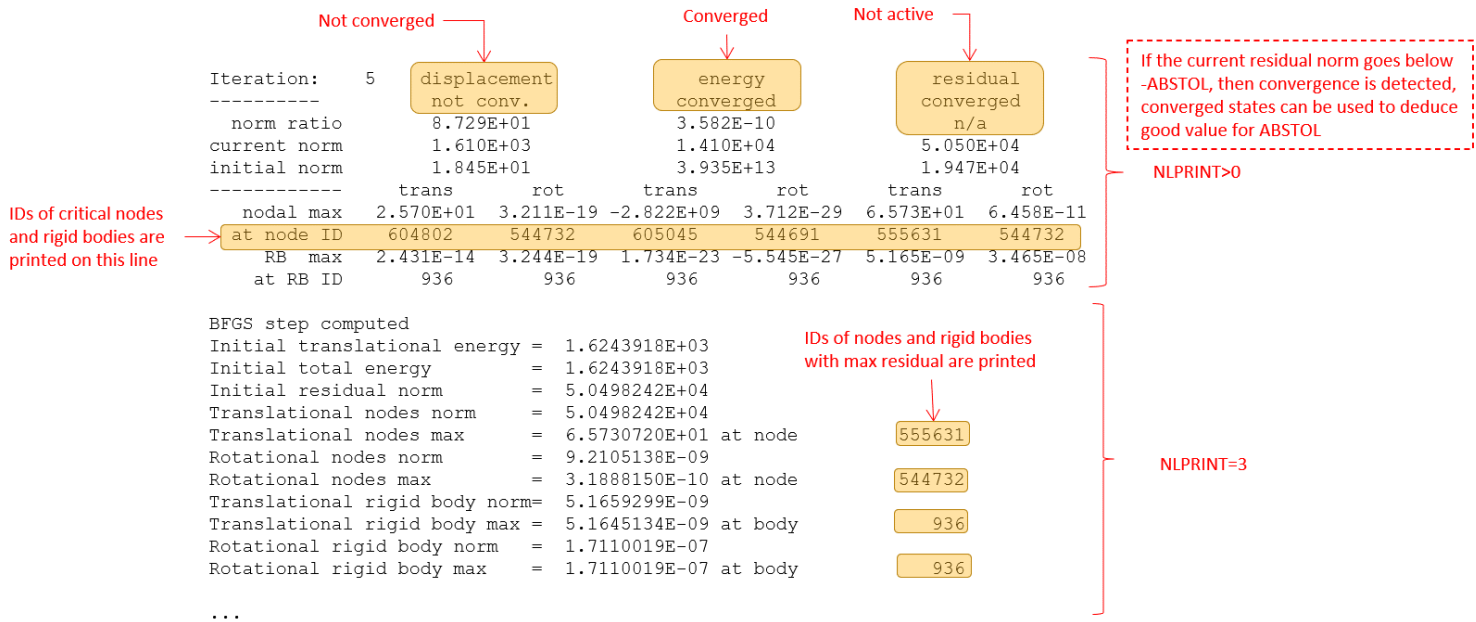 Not converged
Converged
Not active
If the current residual norm goes below
-ABSTOL, then convergence is detected,
converged states can be used to deduce
good value for ABSTOL
Iteration: 5 displacement energy residual
---------- not conv. converged converged
norm ratio 8.729E+01 3.582E-10 n/a
current norm 1.610E+03 1.410E+04 5.050E+04
initial norm 1.845E+01 3.935E+13 1.947E+04
------------ trans rot trans rot trans rot
nodal max 2.570E+01 3.211E-19 -2.822E+09 3.712E-29 6.573E+01 6.458E-11
at node ID 604802 544732 605045 544691 555631 544732
RB max 2.431E-14 3.244E-19 1.734E-23 -5.545E-27 5.165E-09 3.465E-08
at RB ID 936 936 936 936 936 936
NLPRINT>0
IDs of critical nodes
and rigid bodies are
printed on this line
BFGS step computed
Initial translational energy = 1.6243918E+03
Initial total energy = 1.6243918E+03
Initial residual norm = 5.0498242E+04
Translational nodes norm = 5.0498242E+04
Translational nodes max = 6.5730720E+01 at node 555631
Rotational nodes norm = 9.2105138E-09
Rotational nodes max = 3.1888150E-10 at node 544732
Translational rigid body norm= 5.1659299E-09
Translational rigid body max = 5.1645134E-09 at body 936
Rotational rigid body norm = 1.7110019E-07
Rotational rigid body max = 1.7110019E-07 at body 936
...
IDs of nodes and rigid bodies
with max residual are printed
NLPRINT=3